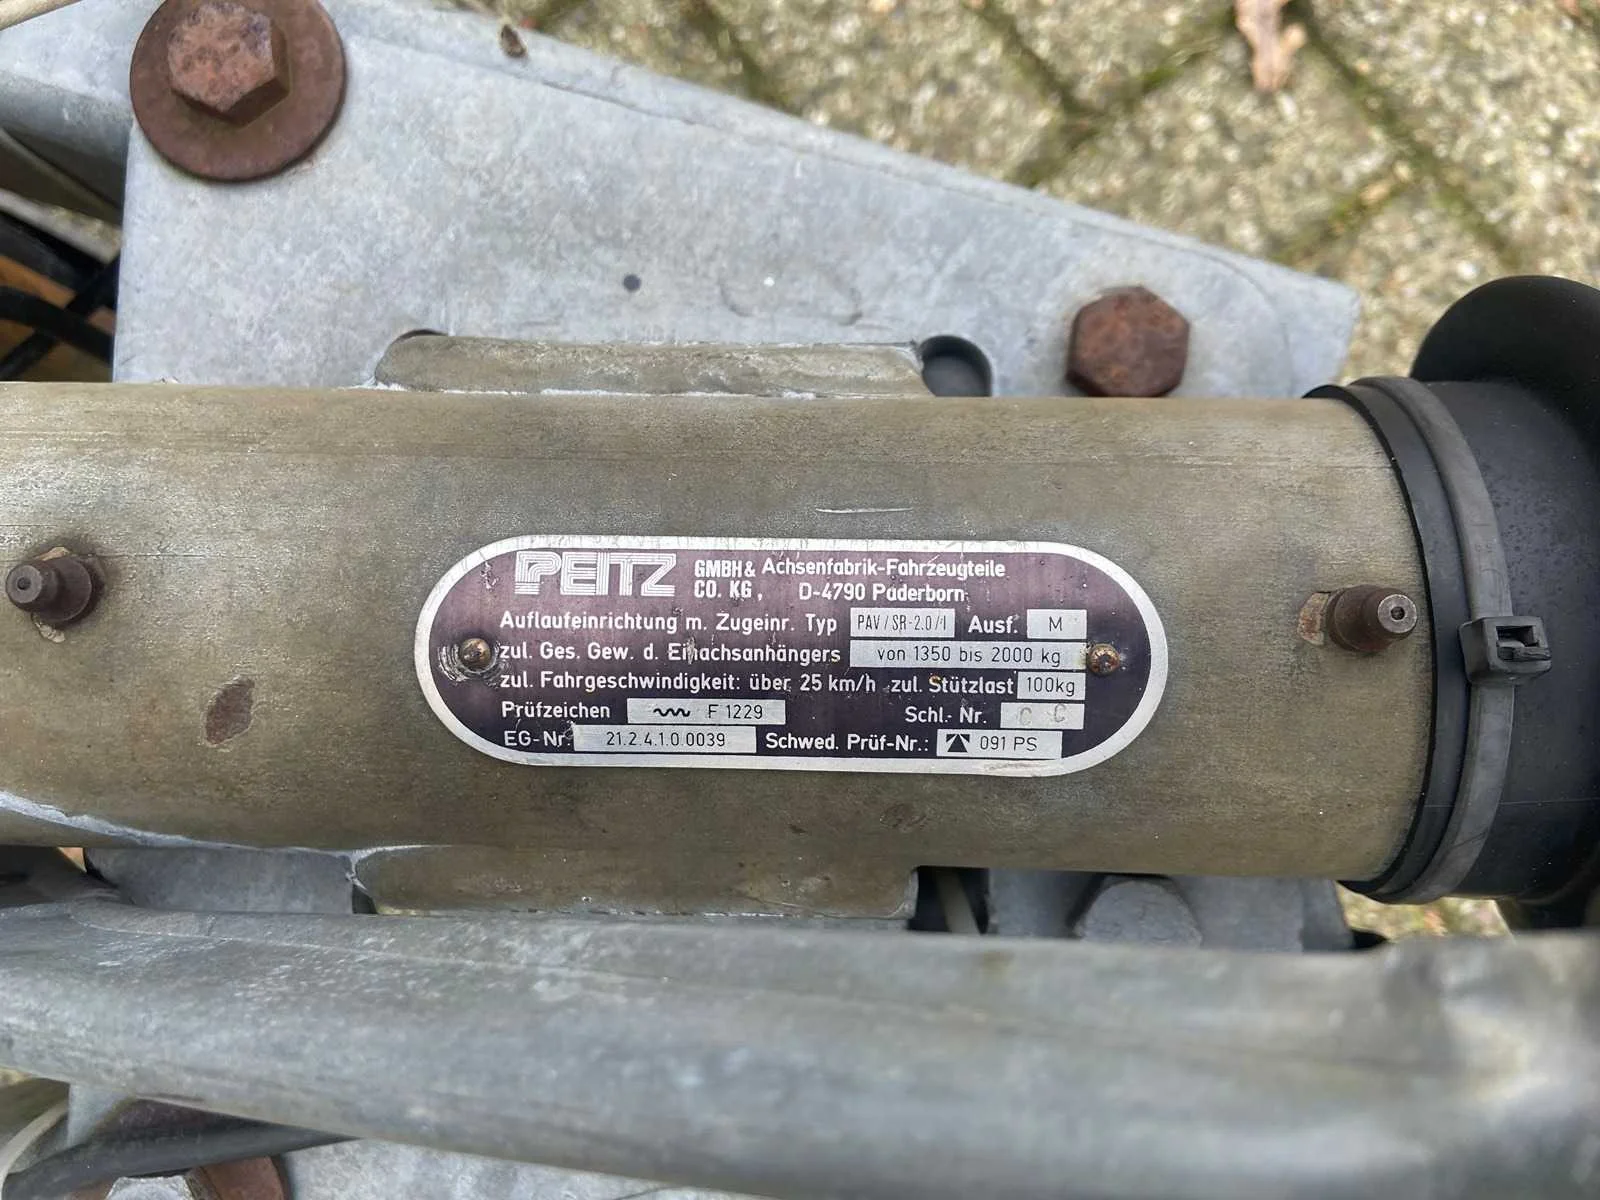 PEITZ GMBH & CO. KG, Achsenfabrik-Fahrzeugteile
D-4790 Paderborn
Auflaufeinrichtung m. Zugeinr. Typ PAV/SR-2.0/1 Ausf. M
zul. Ges. Gew. d. Einachsanhängers von 1350 bis 2000 kg
zul. Fahrgeschwindigkeit: über 25 km/h zul. Stützlast 100kg
Prüfzeichen F 1229 Schl.-Nr. C C
EG-Nr. 21.2.4.1.0.0039 Schwed. Prüf-Nr.: 091 PS